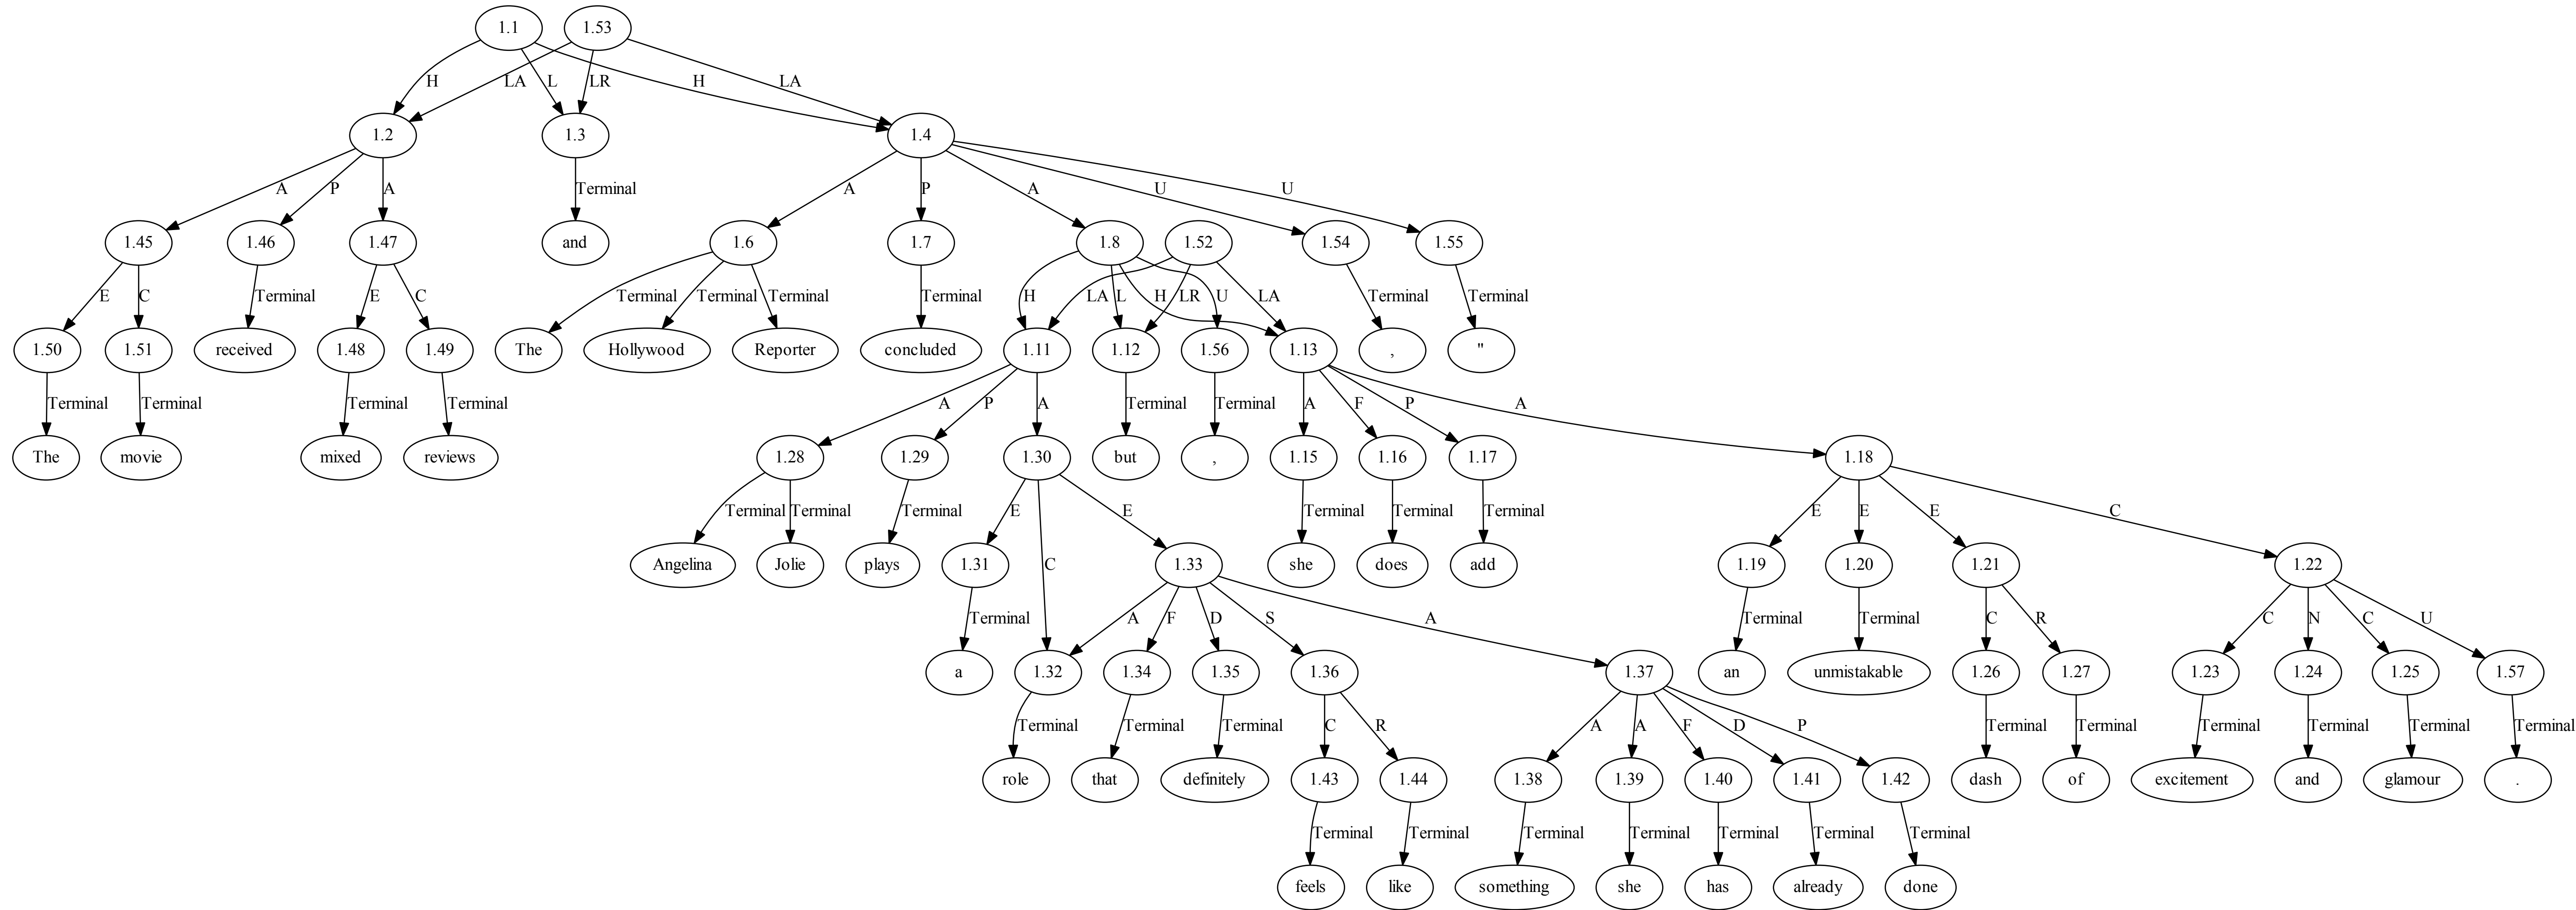 1.1 1.53
H LA L LR H LA
1.2 1.3 1.4
A P A Terminal A P A U U
1.45 1.46 1.47 and 1.6 1.7 1.8 1.52 1.54 1.55
E C Terminal E C Terminal Terminal Terminal Terminal H LA L H LR U LA Terminal Terminal
1.50 1.51 received 1.48 1.49 The Hollywood Reporter concluded 1.11 1.12 1.56 1.13 , "
Terminal Terminal Terminal Terminal A P A Terminal Terminal A F P A
The movie mixed reviews 1.28 1.29 1.30 but , 1.15 1.16 1.17 1.18
Terminal Terminal Terminal E C E Terminal Terminal Terminal E E E C
Angelina Jolie plays 1.31 1.33 she does add 1.19 1.20 1.21 1.22
Terminal A F D S A Terminal Terminal C R C N C U
a 1.32 1.34 1.35 1.36 1.37 an unmistakable 1.26 1.27 1.23 1.24 1.25 1.57
Terminal Terminal Terminal C R A A F D P Terminal Terminal Terminal Terminal Terminal Terminal
role that definitely 1.43 1.44 1.38 1.39 1.40 1.41 1.42 dash of excitement and glamour .
Terminal Terminal Terminal Terminal Terminal Terminal Terminal
feels like something she has already done